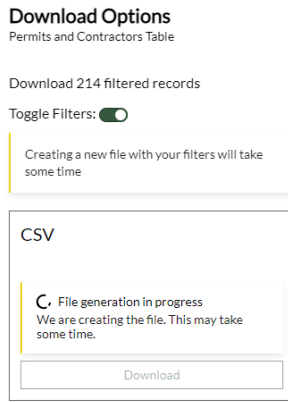 Download Options
Permits and Contractors Table
Download 214 filtered records
Toggle Filters:
Creating a new file with your filters will take
some time
CSV
File generation in progress
We are creating the file. This may take
some time.
Download